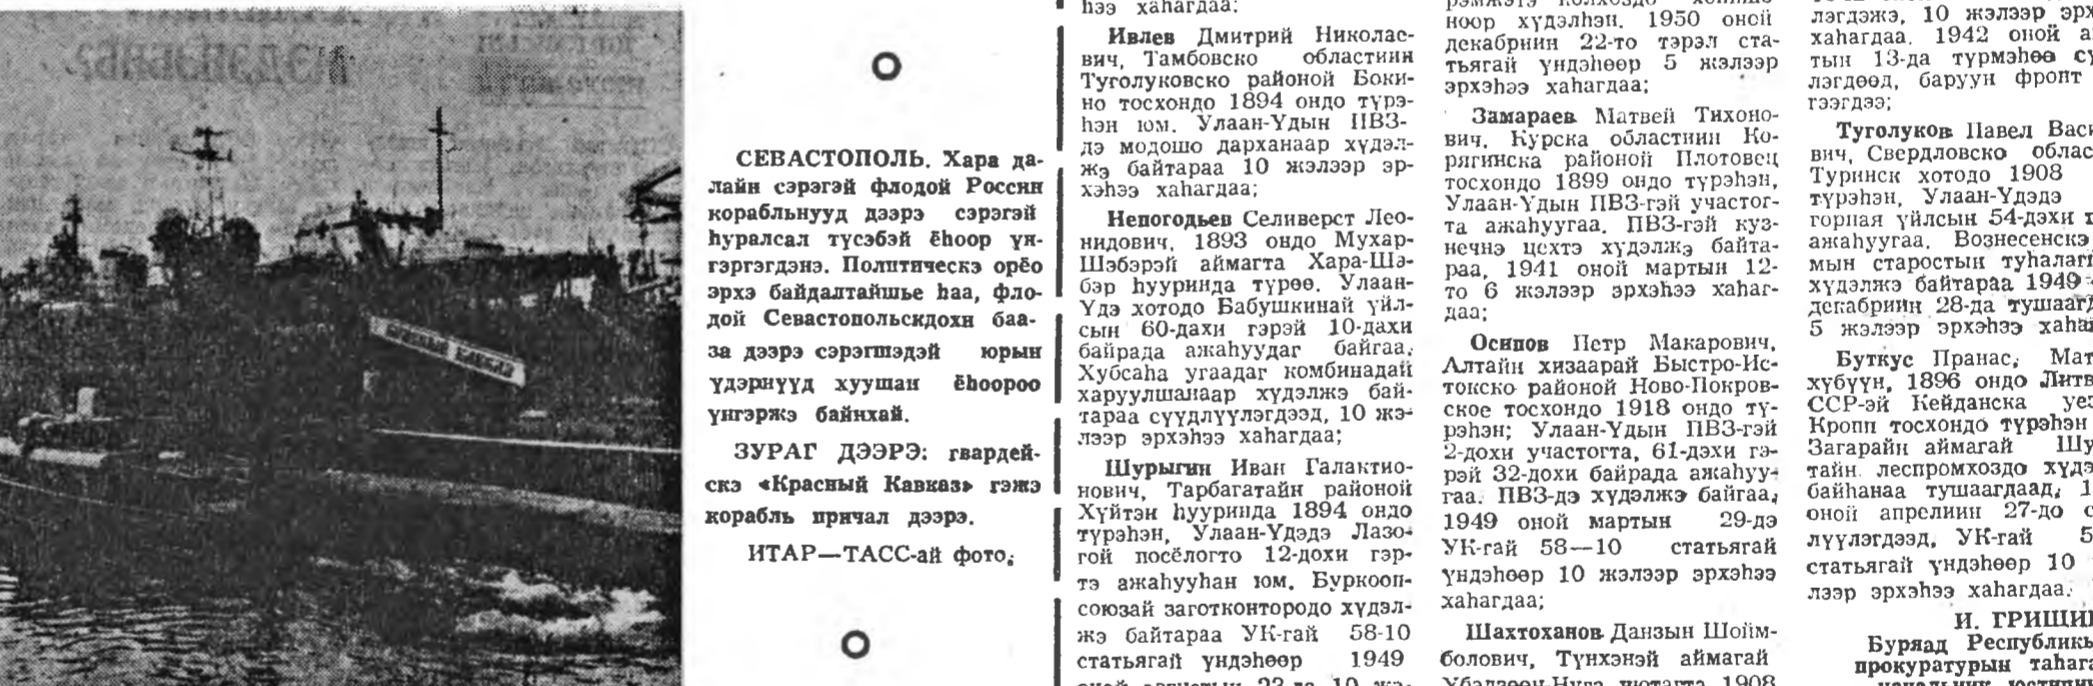 СЕВАСТОПОЛЬ. Хара да-
лайн сэрэгэй флодой Россин
корабльнууд дээрэ сэрэгэй
һуралсал түсэбэй ёһоор үн-
гэргэгдэнэ. Политическэ орёо
эрхэ байдалтайшье һаа, фло-
дой Севастопольскдохи баа-
за дээрэ сэрэгшэдэй юрын
үдэрнүүд хуушан ёһоороо
үнгэржэ байнхай.
ЗУРАГ ДЭЭРЭ: гвардей-
скэ «Красный Кавказ» гэжэ
корабль причал дээрэ.
ИТАР—ТАСС-ай фото.
һээ хаһагдаа;
Ивлев Дмитрий Николае-
вич, Тамбовско областиин
Туголуковско районой Боки-
но тосхондо 1894 ондо түрэ-
һэн юм. Улаан-Үдын ПВЗ-
дэ модошо дарханаар хүдэл-
жэ байтараа 10 жэлээр эр-
хэһээ хаһагдаа;
Непогодьев Селиверст Лео-
нидович, 1893 ондо Мухар-
Шэбэрэй аймагта Хара-Шэ-
бэр һууринда түрөө. Улаан-
Үдэ хотодо Бабушкинай үйл-
сын 60-дахи гэрэй 10-дахи
байрада ажаһуудаг байгаа.
Хубсаһа угаадаг комбинадай
харуулшанаар хүдэлжэ бай-
тараа сүүдлүүлэгдээд, 10 жэ-
лээр эрхэһээ хаһагдаа;
Шурыгин Иван Галактио-
нович, Тарбагатайн районой
Хүйтэн һууринда 1894 ондо
түрэһэн, Улаан-Үдэдэ Лазо-
гой посёлогто 12-дохи гэр-
тэ ажаһууһан юм. Буркооп-
союзай заготконтородо хүдэл-
жэ байтараа УК-гай 58-10
статьягай үндэһөөр 1949
22-да 10 жэ-
ноор хүдэлһэн. 1950 оной
декабриин 22-то тэрэл ста-
тьягай үндэһөөр 5 жэлээр
эрхэһээ хаһагдаа;
Замараев Матвей Тихоно-
вич, Курска областиин Ко-
рягинска районой Плотовец
тосхондо 1899 ондо түрэһэн,
Улаан-Үдын ПВЗ-гэй участог-
та ажаһуугаа. ПВЗ-гэй куз-
нечнэ цехтэ хүдэлжэ байта-
раа, 1941 оной мартын 12-
то 6 жэлээр эрхэһээ хаһаг-
даа;
Осипов Петр Макарович,
Алтайн хизаарай Быстро-Ис-
токско районой Ново-Покров-
ское тосхондо 1918 ондо тү-
рэһэн; Улаан-Үдын ПВЗ-гэй
2-дохи участогта, 61-дэхи гэ-
рэй 32-дохи байрада ажаһуу-
гаа. ПВЗ-дэ хүдэлжэ байгаа,
1949 оной мартын 29-дэ
УК-гай 58—10 статьягай
үндэһөөр 10 жэлээр эрхэһээ
хаһагдаа;
Шахтоханов Данзын Шойм-
болович, Түнхэнэй аймагай
1908
лэгдэжэ, 10 жэлээр эрх
хаһагдаа. 1942 оной а
тын 13-да түрмэһөө сү
лэгдөөд, баруун фронт
гээгдээ;
Туголуков Павел Вас
вич, Свердловско облас
Туринск хотодо 1908
түрэһэн, Улаан-Үдэдэ
горная үйлсын 54-дэхи г
ажаһуугаа. Вознесенскэ
мын старостын туһалаг
хүдэлжэ байтараа 1949
декабриин 28-да тушааг
5 жэлээр эрхэһээ хаһа
Буткус Пранас, Мат
хүбүүн, 1896 ондо Литв
ССР-эй Кейданска уез
Кропи тосхондо түрэһэн
Загарайн аймагай Шу
тайн леспромхоздо хүдэ
байһанаа тушаагдаад, 1
оной апрелиин 27-до с
лүүлэгдээд, УК-гай 5
статьягай үндэһөөр 10
лээр эрхэһээ хаһагдаа.
И. ГРИШИ
Буряад Республикы
прокуратурын таһаг